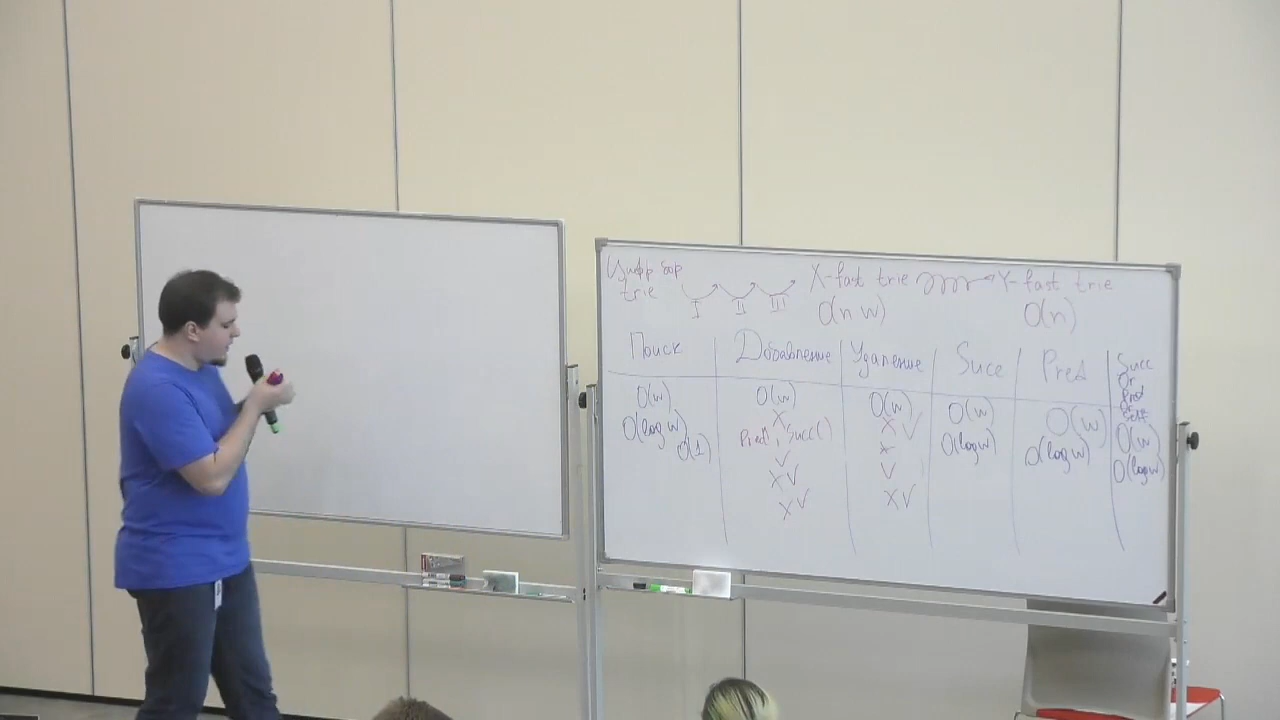 Цифр бор X-fast trie Y-fast trie
trie I II III O(n w) O(n)
Поиск Добавление Удаление Succ Pred Succ or Pred or Self
O(w) O(w) O(w) O(w) O(w) O(w)
O(log w) X X V O(log w) O(log w) O(log w)
O(1) Pred, Succ()
V V
X V
X V X V